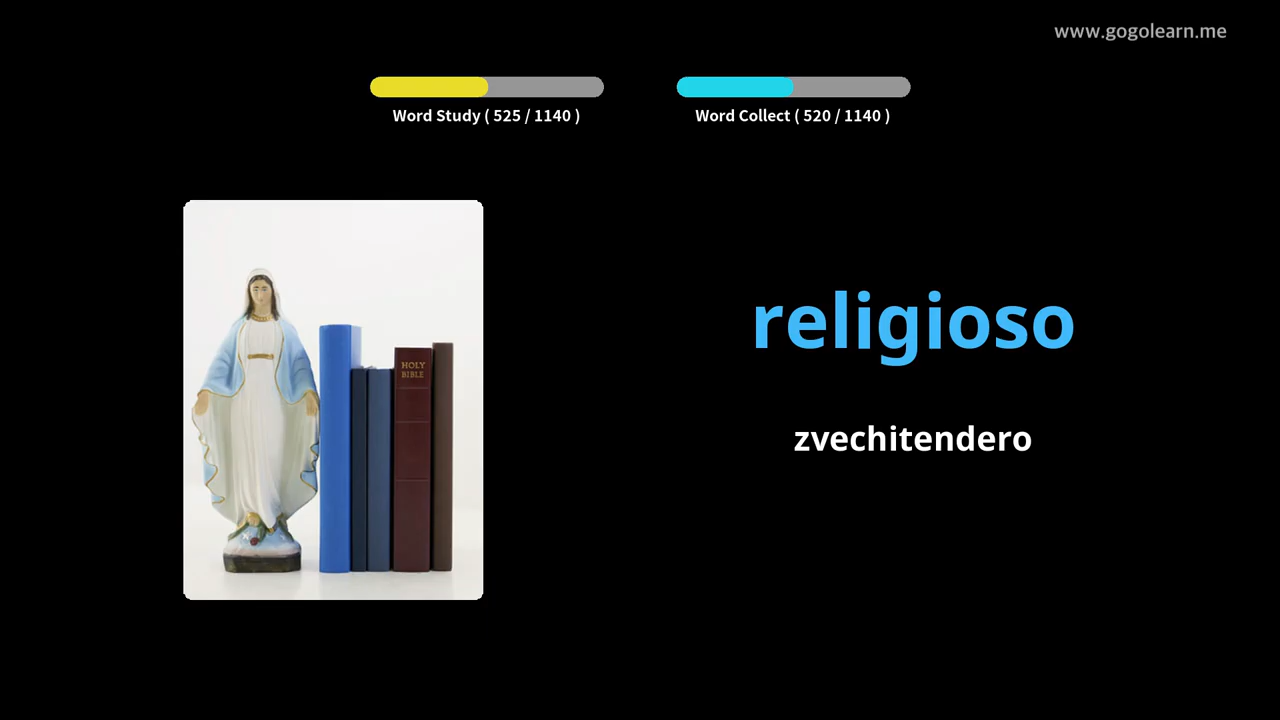 www.gogolearn.me
Word Study ( 525 / 1140 )
Word Collect ( 520 / 1140 )
HOLY
BIBLE
religioso
zvechitendero